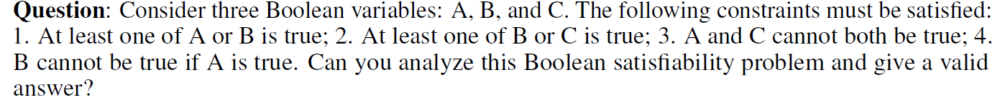 Question: Consider three Boolean variables: A, B, and C. The following constraints must be satisfied:
1. At least one of A or B is true; 2. At least one of B or C is true; 3. A and C cannot both be true; 4.
B cannot be true if A is true. Can you analyze this Boolean satisfiability problem and give a valid
answer?